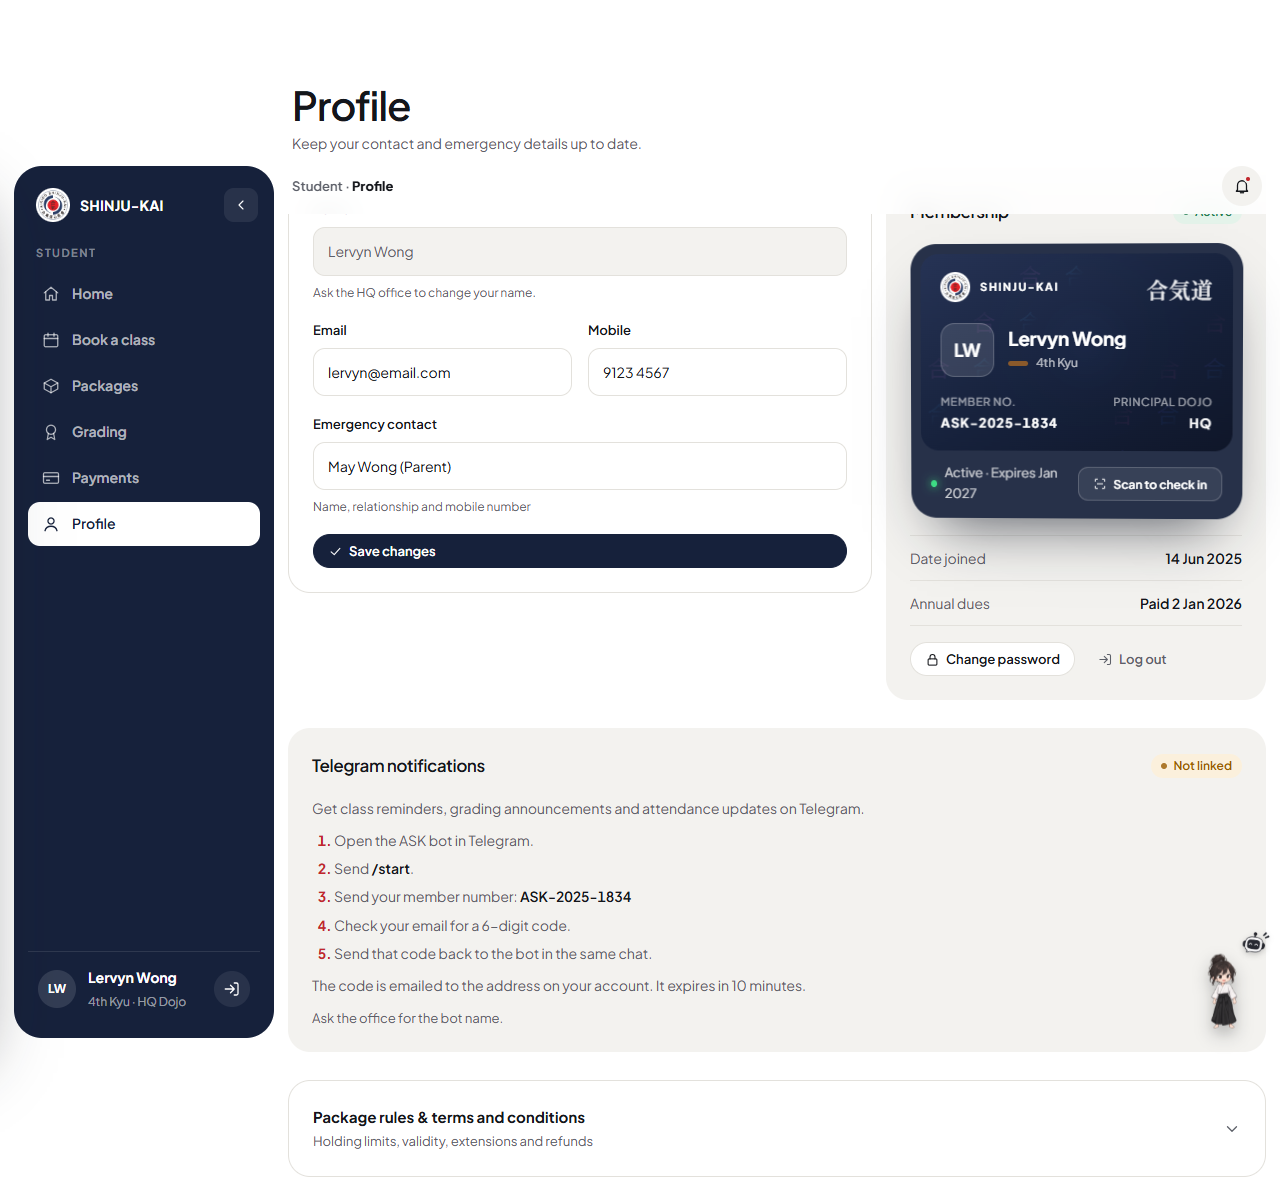 Profile
Keep your contact and emergency details up to date.
Student · Profile
SHINJU-KAI
STUDENT
Home
Book a class
Packages
Grading
Payments
Profile
Lervyn Wong
LW
4th Kyu · HQ Dojo
Lervyn Wong
Ask the HQ office to change your name.
Email
Mobile
lervyn@email.com
9123 4567
Emergency contact
May Wong (Parent)
Name, relationship and mobile number
Save changes
Membership
Active
SHINJU-KAI
合気道
LW
Lervyn Wong
4th Kyu
MEMBER NO.
PRINCIPAL DOJO
ASK-2025-1834
HQ
Active · Expires Jan
2027
Scan to check in
Date joined
14 Jun 2025
Annual dues
Paid 2 Jan 2026
Change password
Log out
Telegram notifications
Not linked
Get class reminders, grading announcements and attendance updates on Telegram.
1. Open the ASK bot in Telegram.
2. Send /start.
3. Send your member number: ASK-2025-1834
4. Check your email for a 6-digit code.
5. Send that code back to the bot in the same chat.
The code is emailed to the address on your account. It expires in 10 minutes.
Ask the office for the bot name.
Package rules & terms and conditions
Holding limits, validity, extensions and refunds